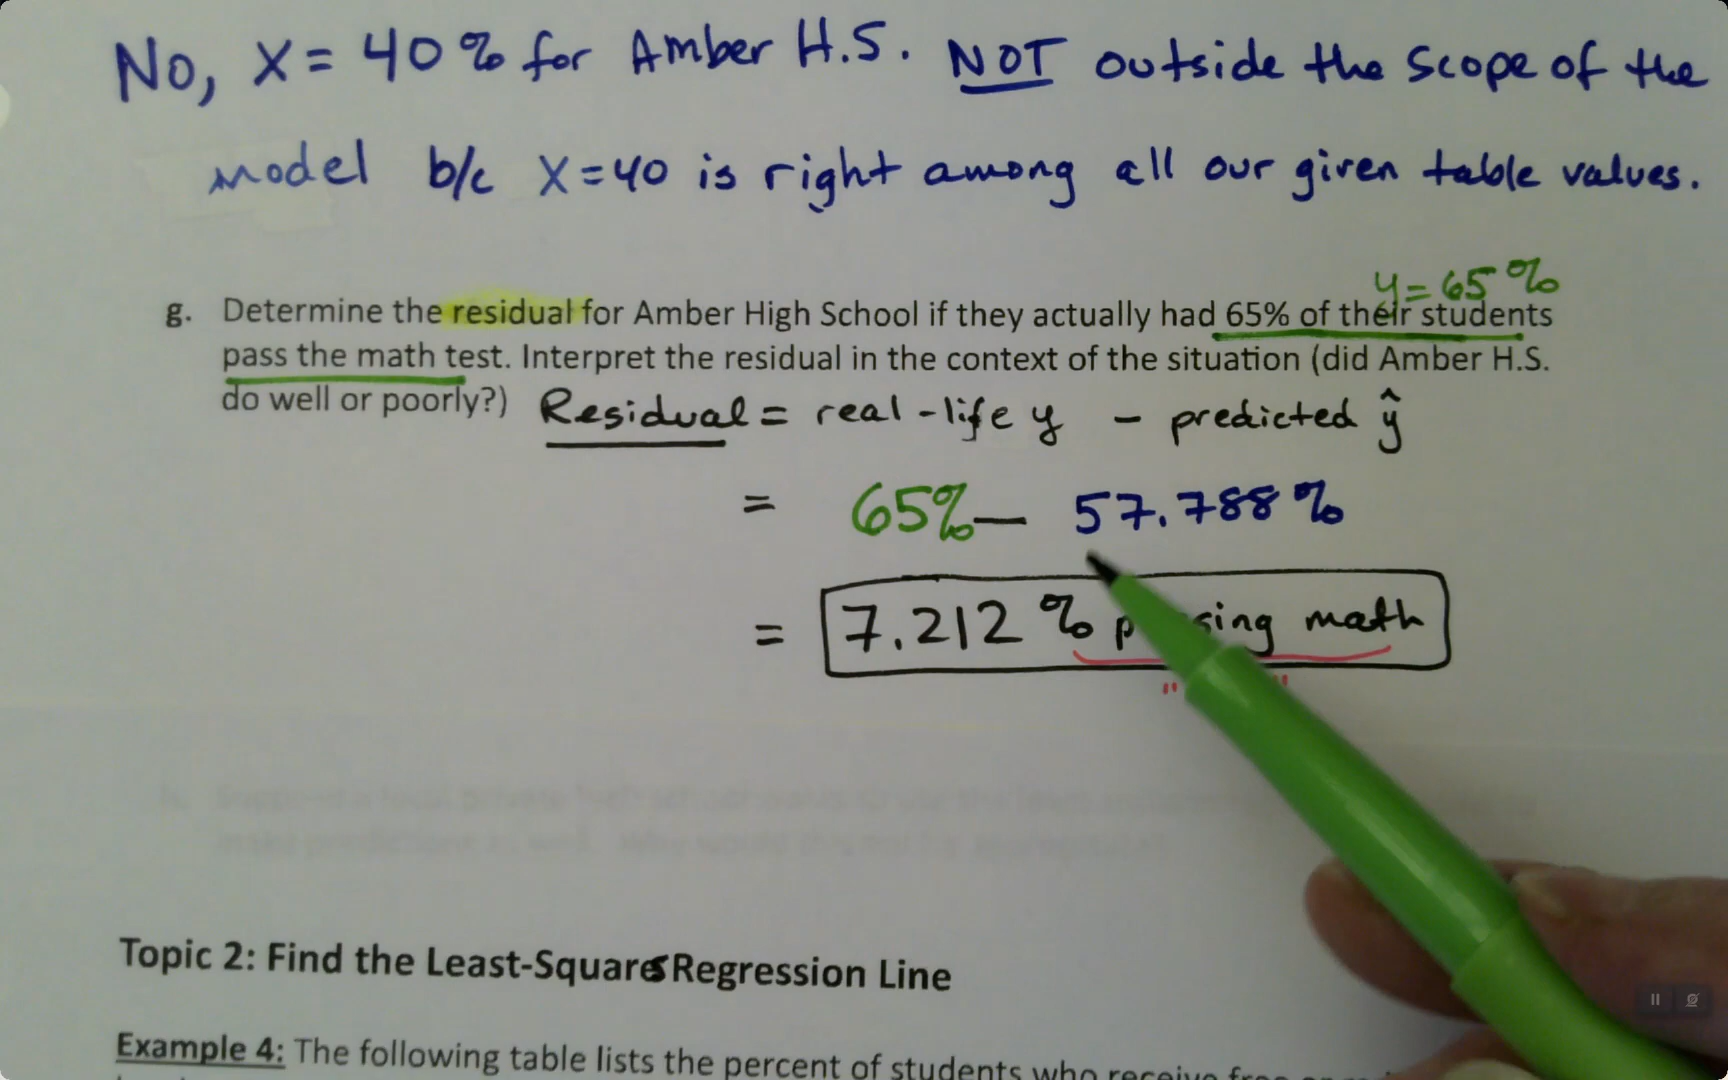 No, x = 40% for Amber H.S. NOT outside the scope of the
model b/c x=40 is right among all our given table values.
y=65%
g. Determine the residual for Amber High School if they actually had 65% of their students
pass the math test. Interpret the residual in the context of the situation (did Amber H.S.
do well or poorly?) Residual = real-life y - predicted ŷ
= 65% — 57.788%
= 7.212 % math
Topic 2: Find the Least-Squares Regression Line
Example 4: The following table lists the percent of students who receive